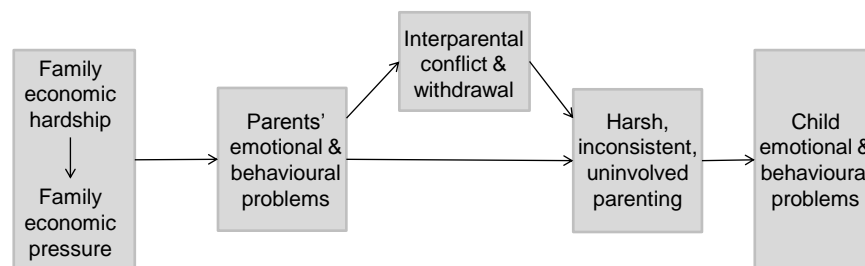 Family
economic
hardship
Family
economic
pressure
Parents'
emotional &
behavioural
problems
Interparental
conflict &
withdrawal
Harsh,
inconsistent,
uninvolved
parenting
Child
emotional &
behavioural
problems